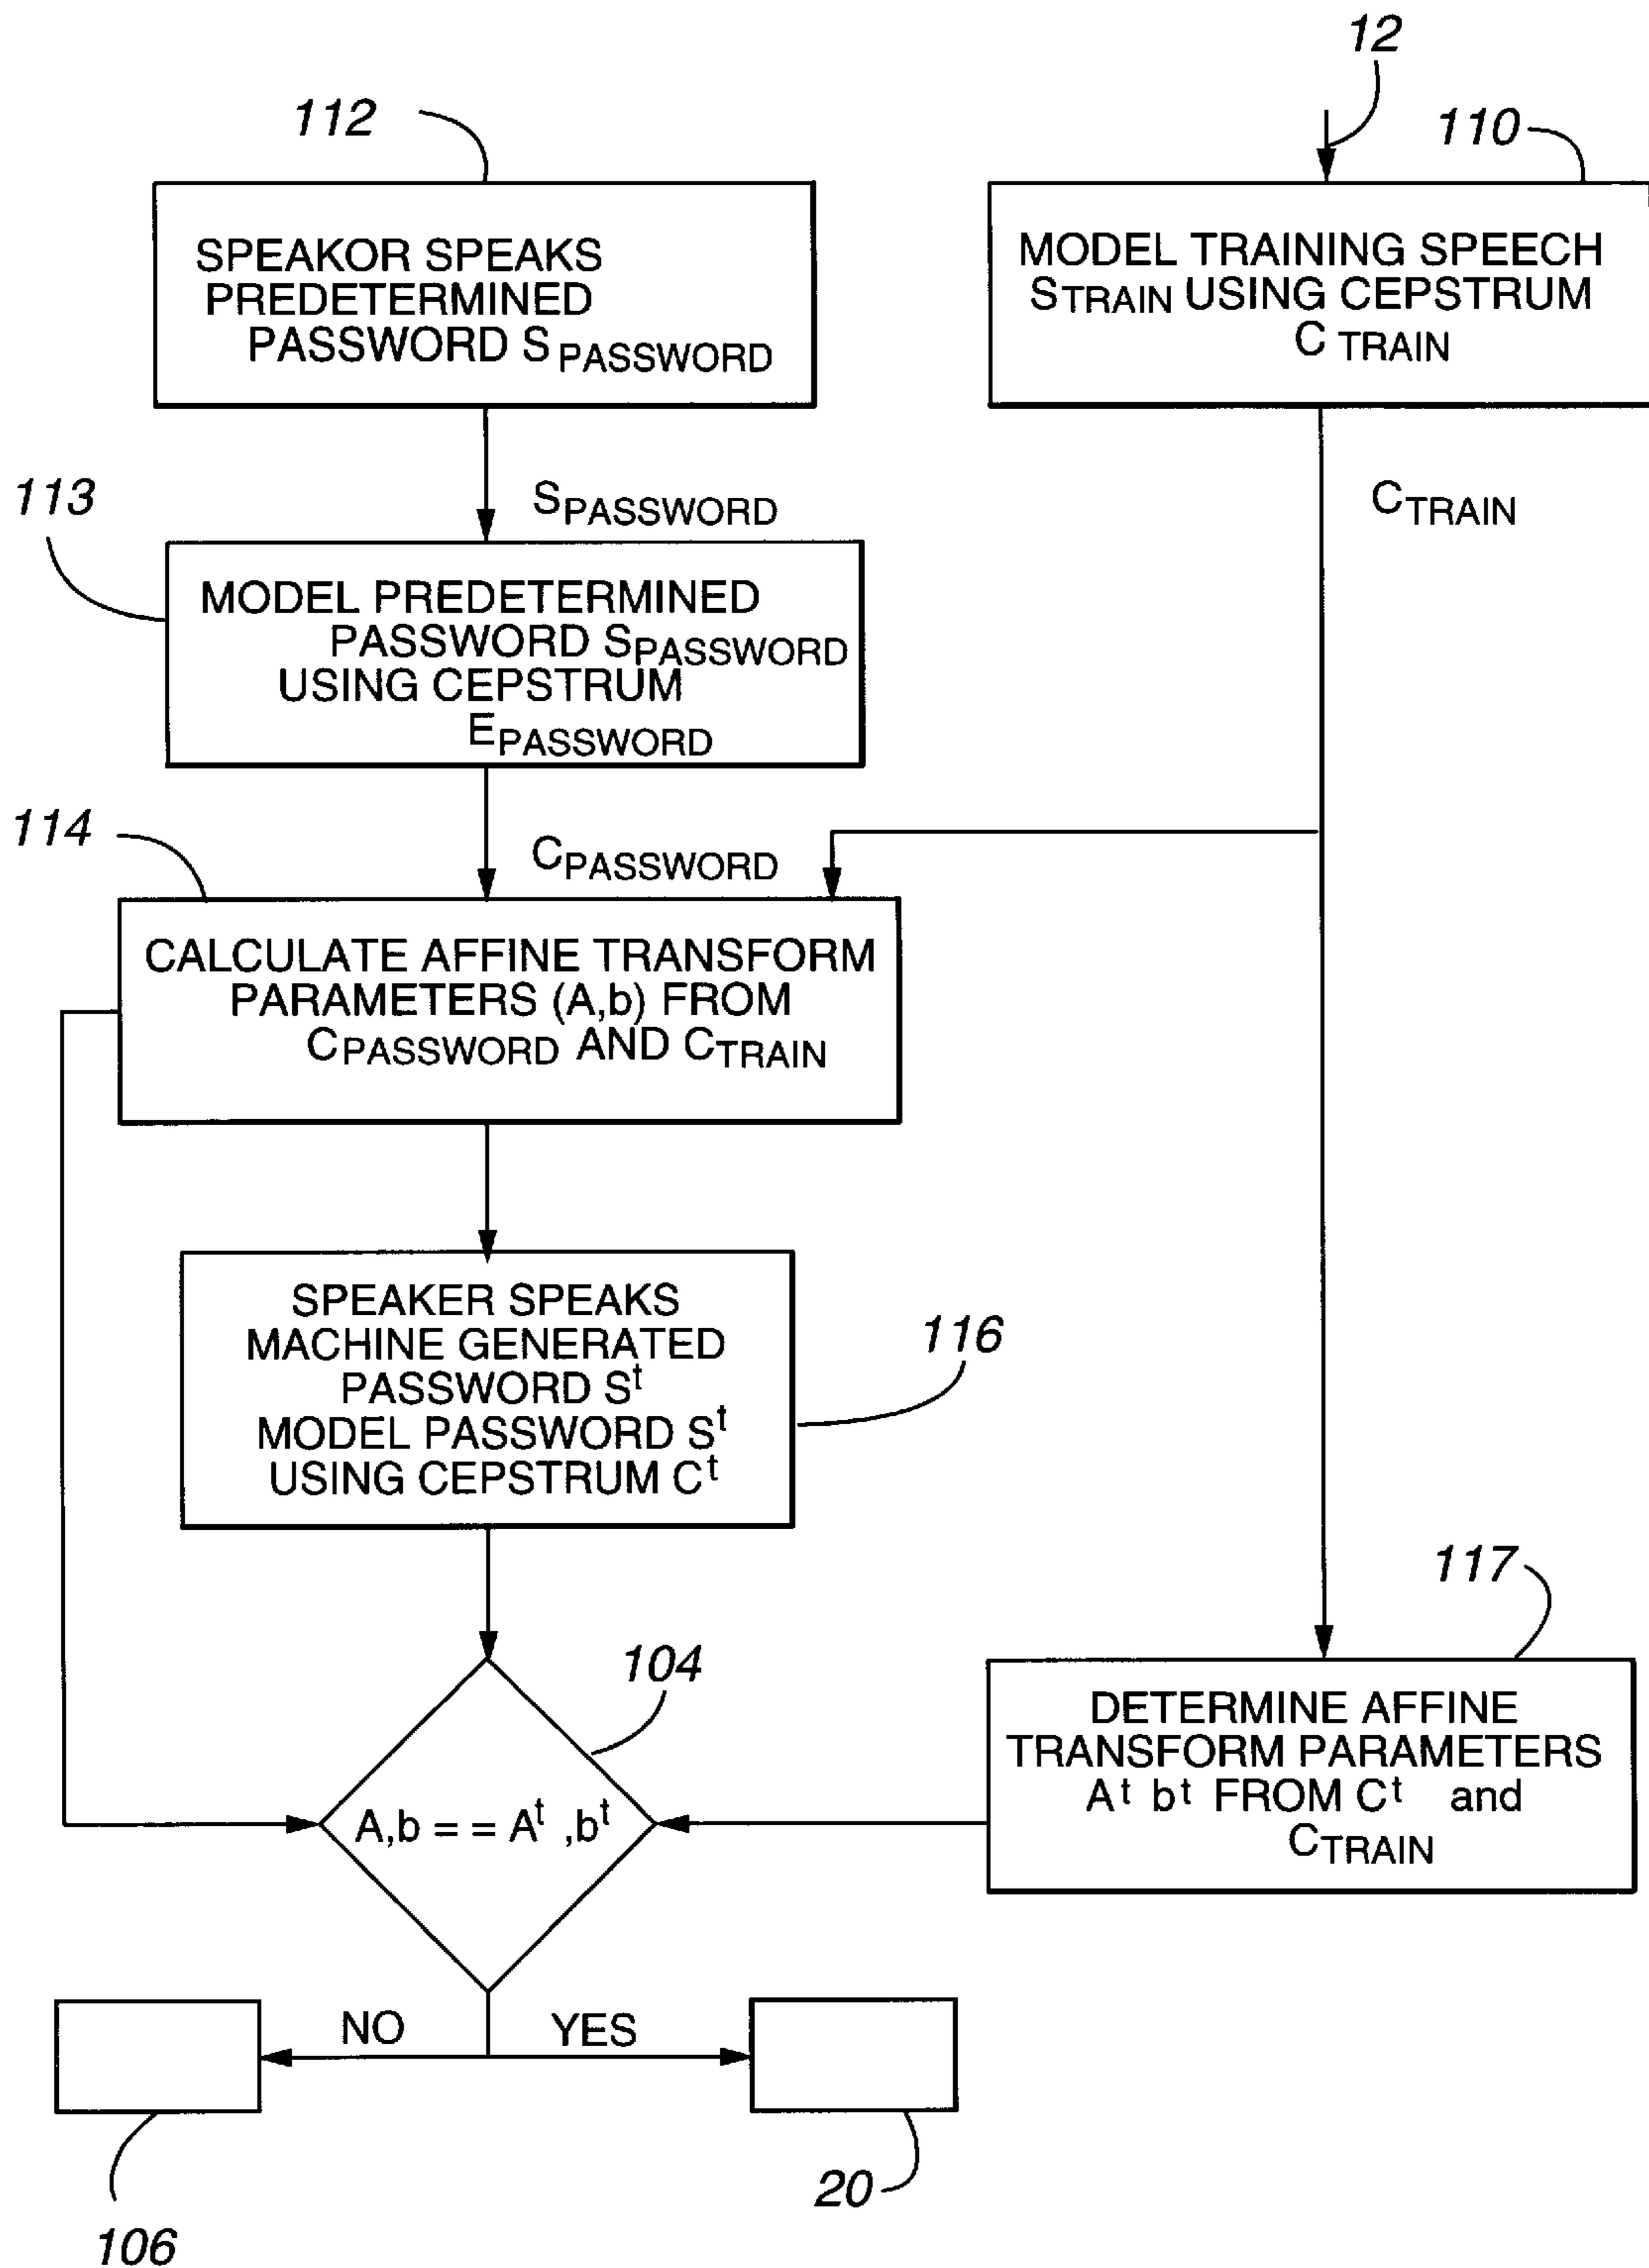 12
112
110
SPEAKOR SPEAKS
PREDETERMINED
PASSWORD SPASSWORD
MODEL TRAINING SPEECH
STRAIN USING CEPSTRUM
C TRAIN
113
SPASSWORD
CTRAIN
MODEL PREDETERMINED
PASSWORD SPASSWORD
USING CEPSTRUM
EPASSWORD
114
CPASSWORD
CALCULATE AFFINE TRANSFORM
PARAMETERS (A,b) FROM
CPASSWORD AND CTRAIN
SPEAKER SPEAKS
MACHINE GENERATED
PASSWORD St
MODEL PASSWORD St
USING CEPSTRUM Ct
116
117
104
DETERMINE AFFINE
TRANSFORM PARAMETERS
At bt FROM Ct and
CTRAIN
A,b = = At ,bt
NO
YES
20
106